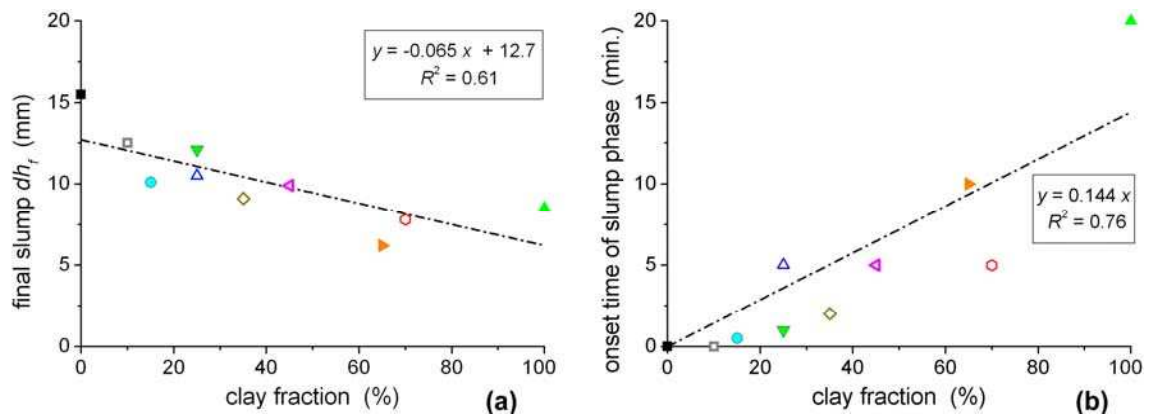 20
15
10
5
0
final slump dh_f (mm)
y = -0.065 x + 12.7
R² = 0.61
0 20 40 60 80 100
clay fraction (%)
(a)
20
15
10
5
0
onset time of slump phase (min.)
y = 0.144 x
R² = 0.76
0 20 40 60 80 100
clay fraction (%)
(b)